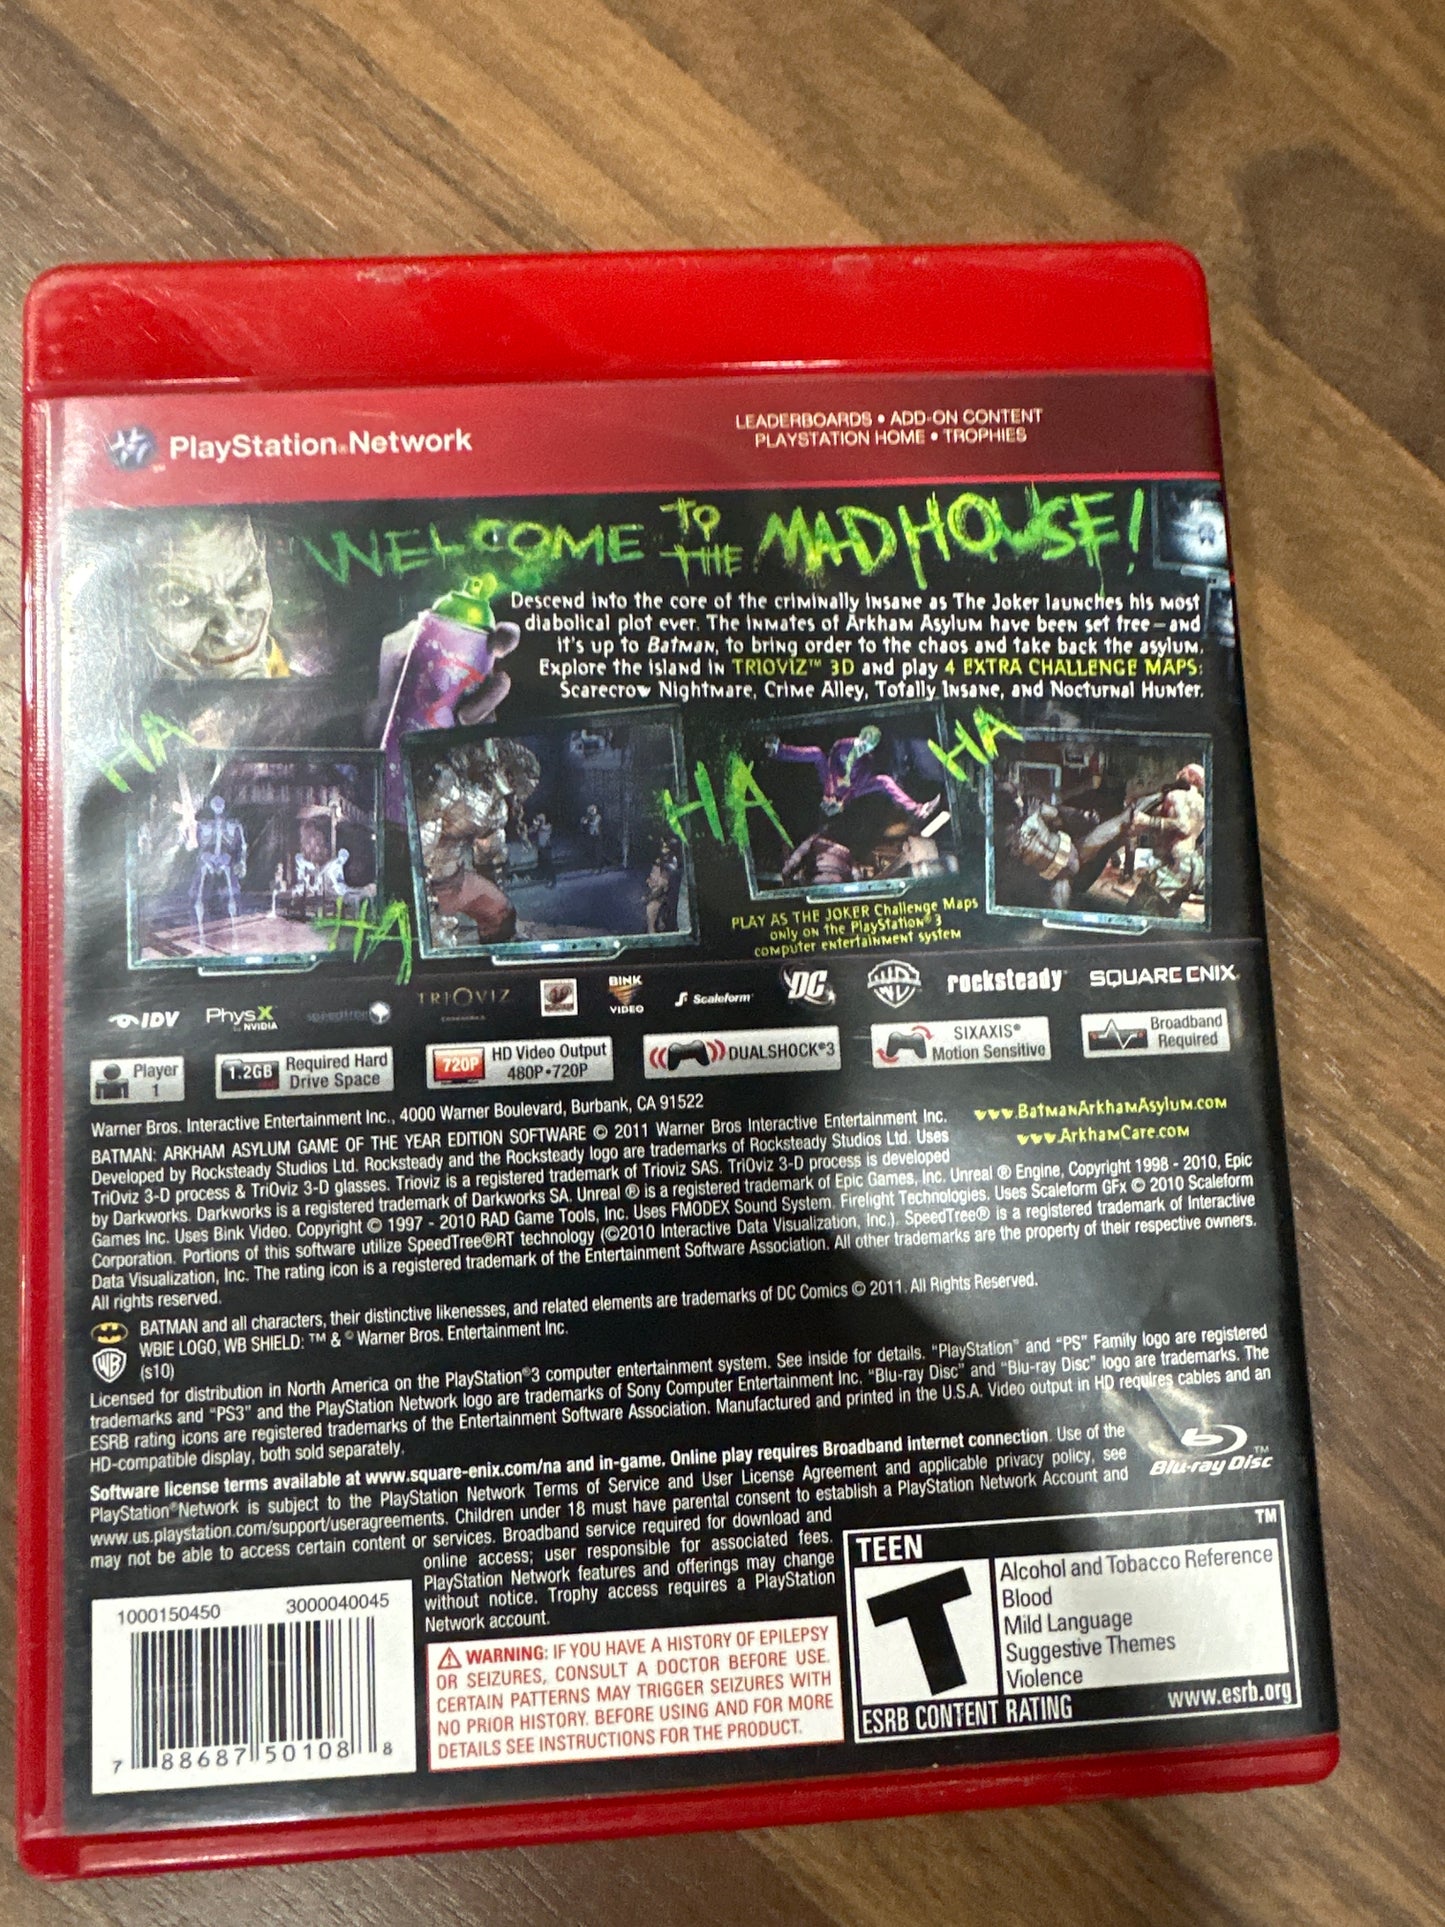 PlayStation®Network
LEADERBOARDS • ADD-ON CONTENT
PLAYSTATION HOME • TROPHIES
WELCOME TO THE MADHOUSE!
Descend into the core of the criminally insane as The Joker launches his most
diabolical plot ever. The inmates of Arkham Asylum have been set free – and
it's up to Batman, to bring order to the chaos and take back the asylum.
Explore the island in TRIOVIZ™ 3D and play 4 EXTRA CHALLENGE MAPS:
Scarecrow Nightmare, Crime Alley, Totally Insane, and Nocturnal Hunter.
HA
HA
HA
HA
PLAY AS THE JOKER Challenge Maps
only on the PlayStation®3
computer entertainment system
IDV
PhysX
by NVIDIA
speedtree
TRIOVIZ
BINK
VIDEO
Scaleform
DC
WB
rocksteady
SQUARE ENIX
Player
1
1.2GB
Required Hard
Drive Space
720P
HD Video Output
480P•720P
DUALSHOCK®3
SIXAXIS®
Motion Sensitive
Broadband
Required
Warner Bros. Interactive Entertainment Inc., 4000 Warner Boulevard, Burbank, CA 91522
www.BatmanArkhamAsylum.com
www.ArkhamCare.com
BATMAN: ARKHAM ASYLUM GAME OF THE YEAR EDITION SOFTWARE © 2011 Warner Bros Interactive Entertainment Inc.
Developed by Rocksteady Studios Ltd. Rocksteady and the Rocksteady logo are trademarks of Rocksteady Studios Ltd. Uses
TriOviz 3-D process & TriOviz 3-D glasses. Trioviz is a registered trademark of Trioviz SAS. TriOviz 3-D process is developed
by Darkworks. Darkworks is a registered trademark of Darkworks SA. Unreal ® is a registered trademark of Epic Games, Inc. Unreal ® Engine, Copyright 1998 - 2010, Epic
Games Inc. Uses Bink Video. Copyright © 1997 - 2010 RAD Game Tools, Inc. Uses FMODEX Sound System. Firelight Technologies. Uses Scaleform GFx © 2010 Scaleform
Corporation. Portions of this software utilize SpeedTree®RT technology (©2010 Interactive Data Visualization, Inc.). SpeedTree® is a registered trademark of Interactive
Data Visualization, Inc. The rating icon is a registered trademark of the Entertainment Software Association. All other trademarks are the property of their respective owners.
All rights reserved.
BATMAN and all characters, their distinctive likenesses, and related elements are trademarks of DC Comics © 2011. All Rights Reserved.
WBIE LOGO, WB SHIELD: ™ & © Warner Bros. Entertainment Inc.
(s10)
WB
Licensed for distribution in North America on the PlayStation®3 computer entertainment system. See inside for details. "PlayStation" and "PS" Family logo are registered
trademarks and "PS3" and the PlayStation Network logo are trademarks of Sony Computer Entertainment Inc. "Blu-ray Disc" and "Blu-ray Disc" logo are trademarks. The
ESRB rating icons are registered trademarks of the Entertainment Software Association. Manufactured and printed in the U.S.A. Video output in HD requires cables and an
HD-compatible display, both sold separately.
Software license terms available at www.square-enix.com/na and in-game. Online play requires Broadband internet connection. Use of the
PlayStation®Network is subject to the PlayStation Network Terms of Service and User License Agreement and applicable privacy policy, see
www.us.playstation.com/support/useragreements. Children under 18 must have parental consent to establish a PlayStation Network Account and
may not be able to access certain content or services. Broadband service required for download and
online access; user responsible for associated fees.
PlayStation Network features and offerings may change
without notice. Trophy access requires a PlayStation
Network account.
Blu-ray Disc™
1000150450 3000040045
7 88687 50108 8
WARNING: IF YOU HAVE A HISTORY OF EPILEPSY
OR SEIZURES, CONSULT A DOCTOR BEFORE USE.
CERTAIN PATTERNS MAY TRIGGER SEIZURES WITH
NO PRIOR HISTORY. BEFORE USING AND FOR MORE
DETAILS SEE INSTRUCTIONS FOR THE PRODUCT.
TEEN
™
T
Alcohol and Tobacco Reference
Blood
Mild Language
Suggestive Themes
Violence
ESRB CONTENT RATING www.esrb.org